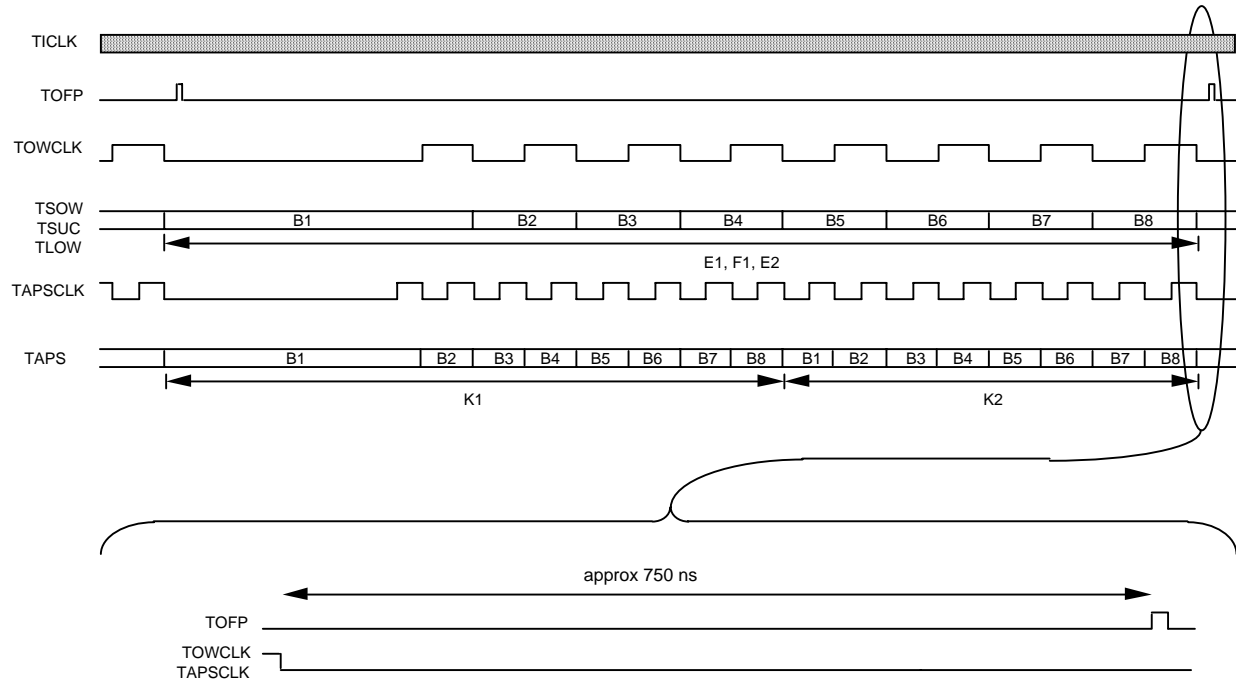 TICLK
TOFP
TOWCLK
TSOW
TSUC
TLOW
B1 B2 B3 B4 B5 B6 B7 B8
E1, F1, E2
TAPSCLK
TAPS B1 B2 B3 B4 B5 B6 B7 B8 B1 B2 B3 B4 B5 B6 B7 B8
K1 K2
approx 750 ns
TOFP
TOWCLK
TAPSCLK